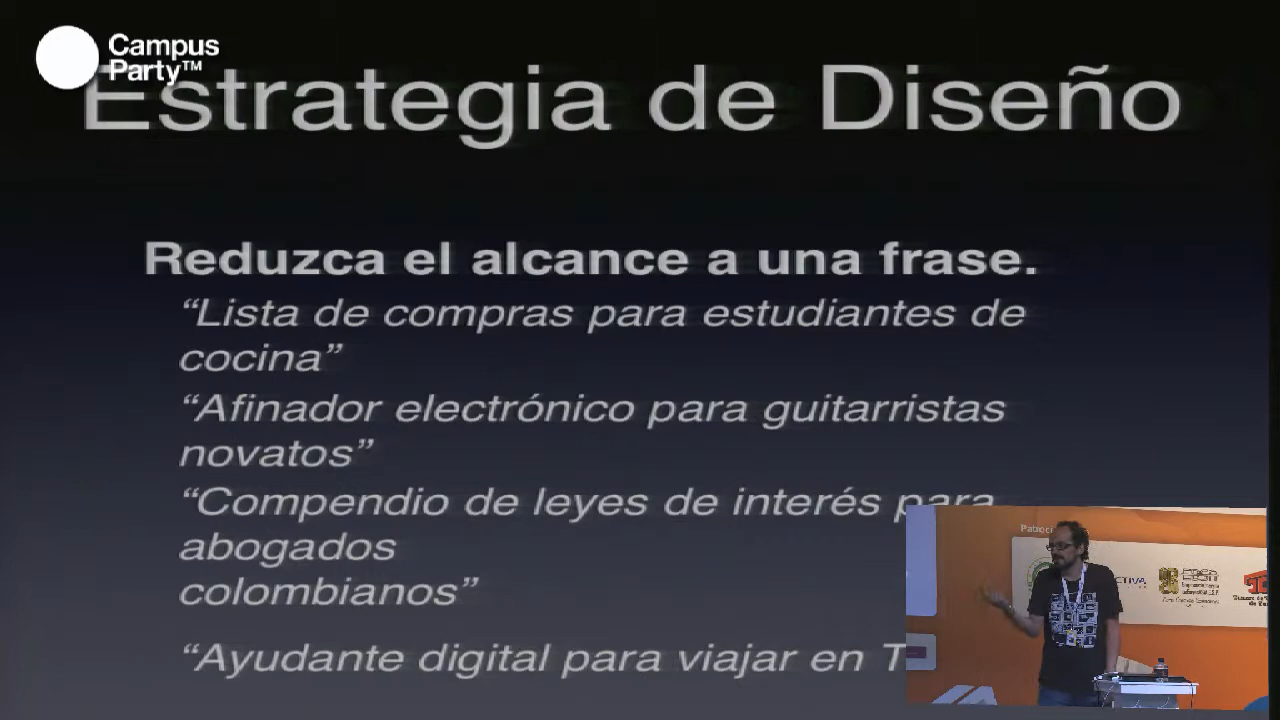 Campus
Party™
Estrategia de Diseño
Reduzca el alcance a una frase.
“Lista de compras para estudiantes de
cocina”
“Afinador electrónico para guitarristas
novatos”
“Compendio de leyes de interés para
abogados
colombianos”
“Ayudante digital para viajar en T